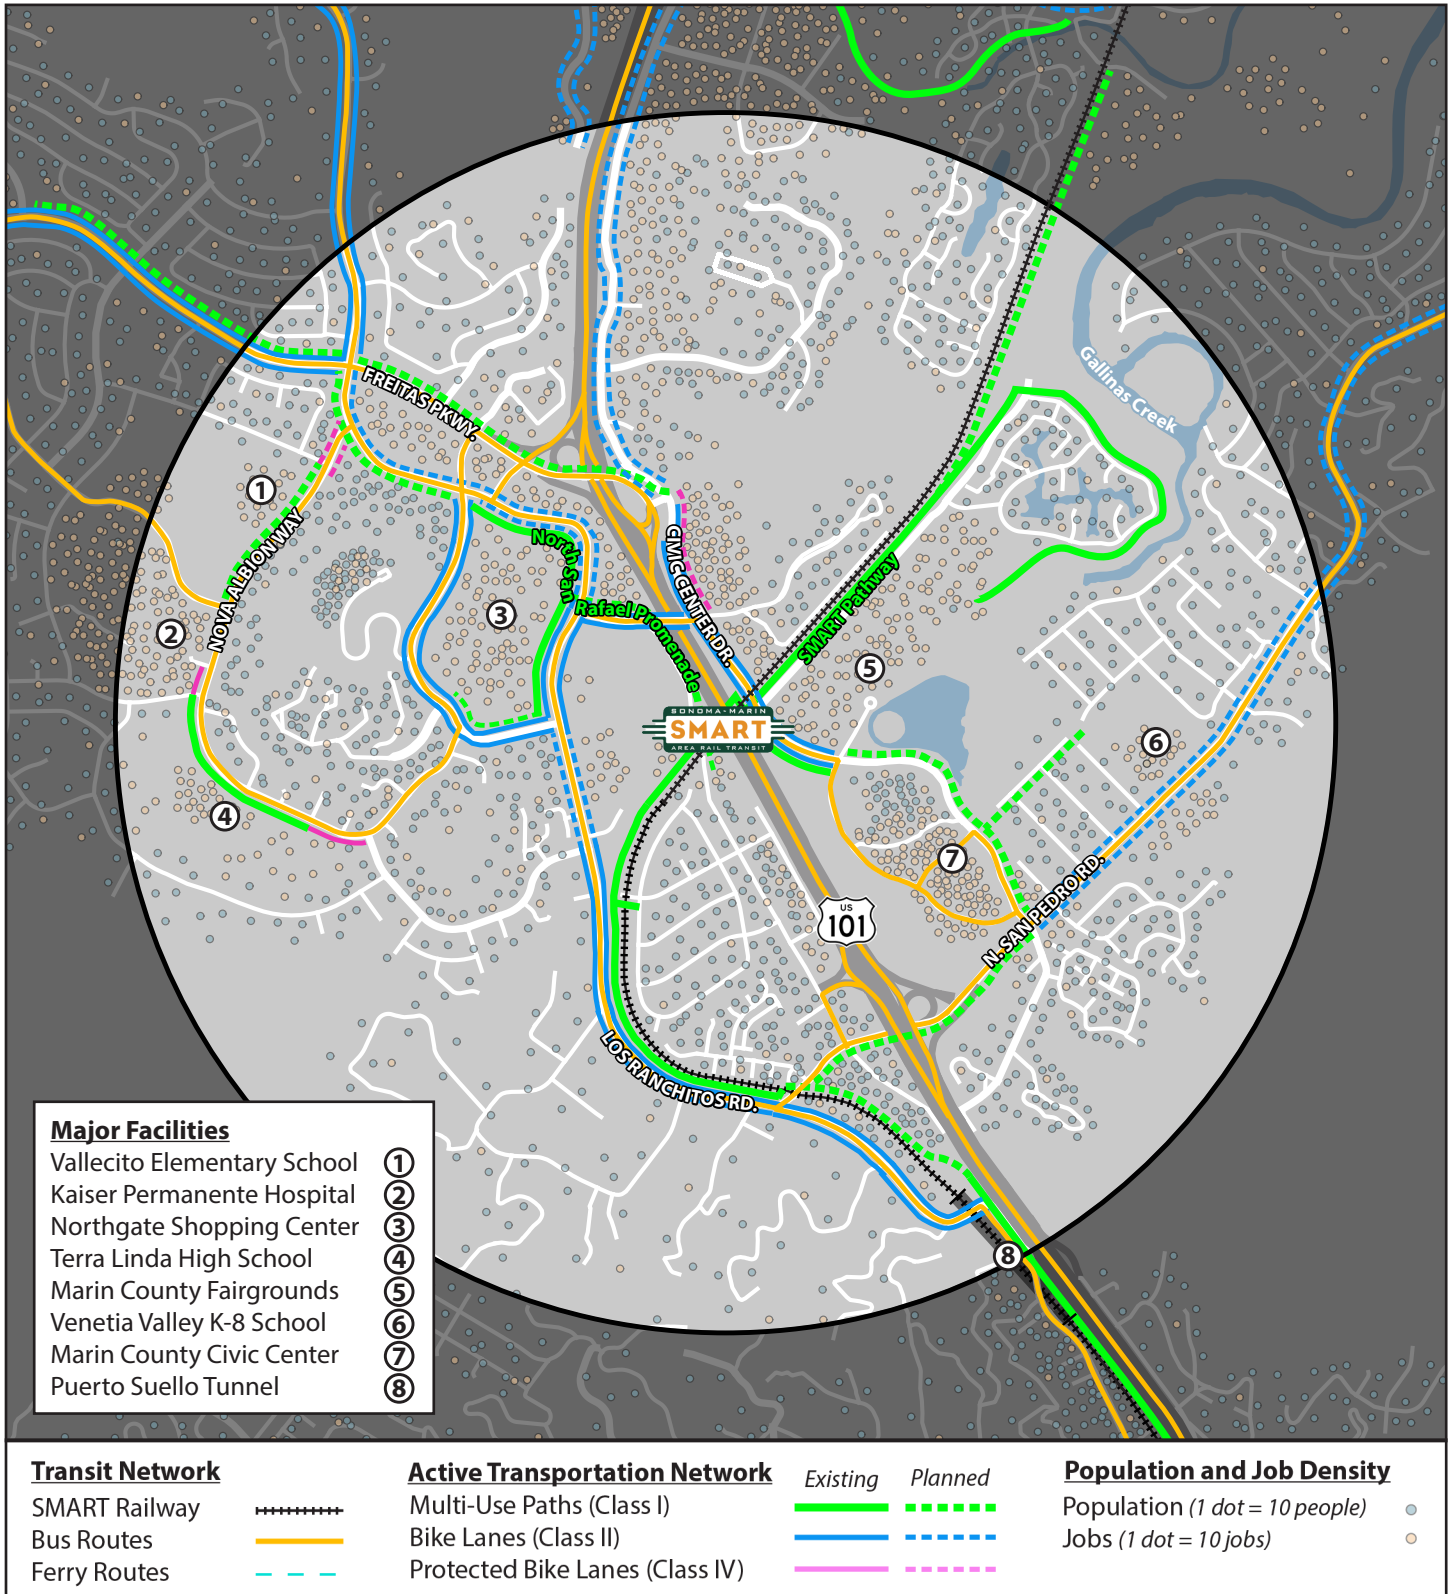 FREITAS PKWY.
Gallinas Creek
1
NOVA ALBION WAY
North San
Rafael Promenade
CIVIC CENTER DR.
SMART Pathway
3
2
5
SONOMA-MARIN
SMART
AREA RAIL TRANSIT
6
4
7
N. SAN PEDRO RD.
US
101
LOS RANCHITOS RD.
8
Major Facilities
Vallecito Elementary School 1
Kaiser Permanente Hospital 2
Northgate Shopping Center 3
Terra Linda High School 4
Marin County Fairgrounds 5
Venetia Valley K-8 School 6
Marin County Civic Center 7
Puerto Suello Tunnel 8
Transit Network
SMART Railway
Bus Routes
Ferry Routes
Active Transportation Network Existing Planned
Multi-Use Paths (Class I)
Bike Lanes (Class II)
Protected Bike Lanes (Class IV)
Population and Job Density
Population (1 dot = 10 people)
Jobs (1 dot = 10 jobs)